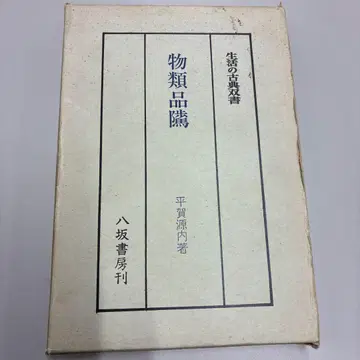 生活の古典双書
物類品隲
平賀源内著
八坂書房刊